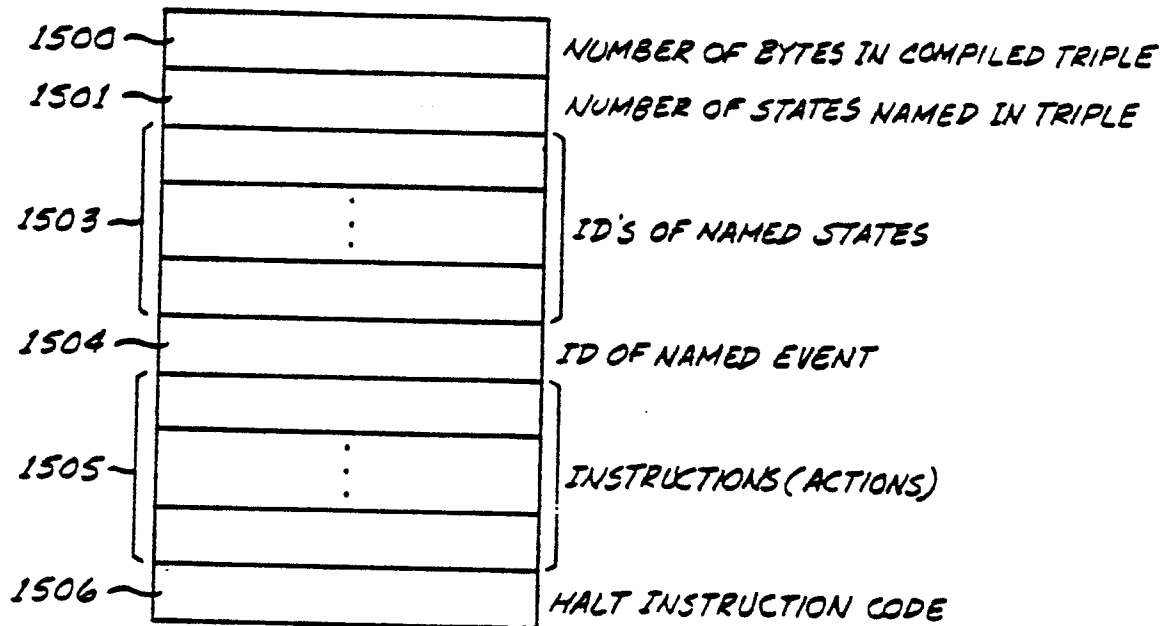 1500 NUMBER OF BYTES IN COMPILED TRIPLE
1501 NUMBER OF STATES NAMED IN TRIPLE
1503 ID'S OF NAMED STATES
1504 ID OF NAMED EVENT
1505 INSTRUCTIONS (ACTIONS)
1506 HALT INSTRUCTION CODE